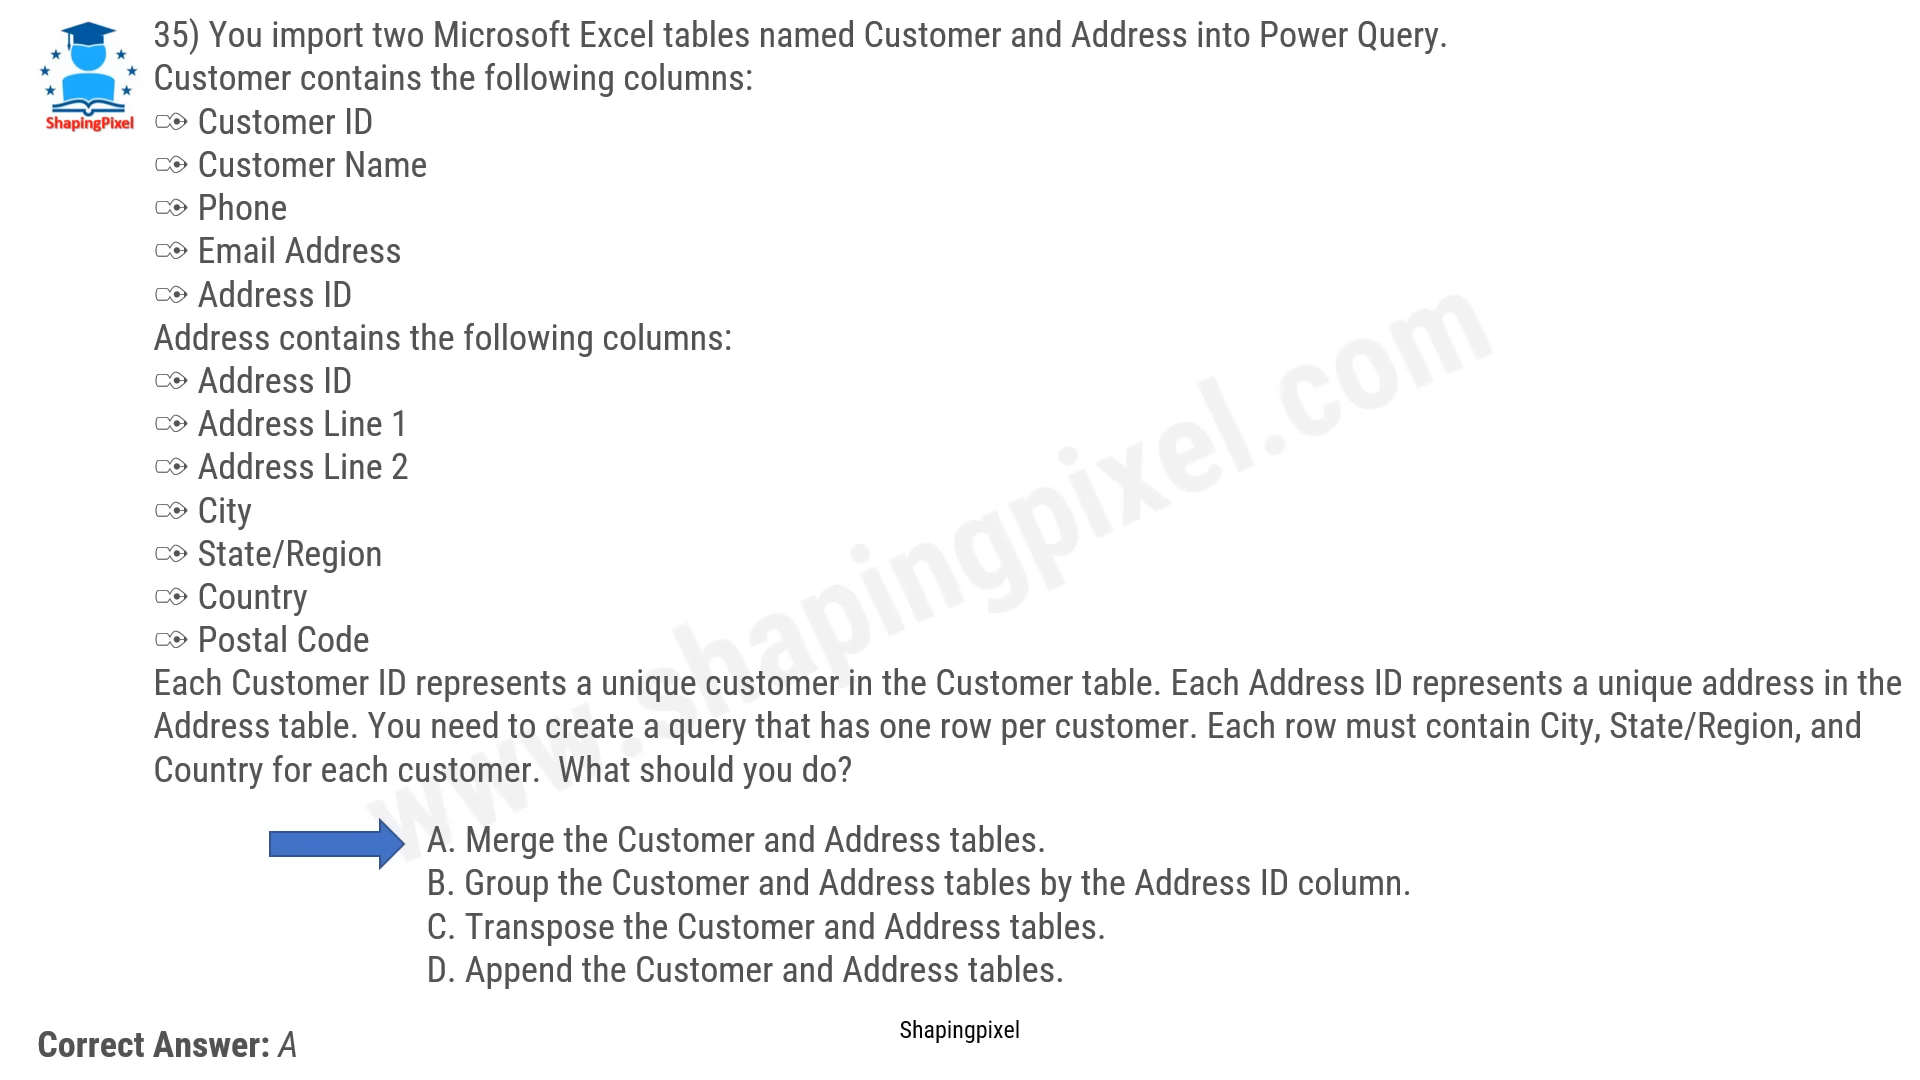 ShapingPixel
35) You import two Microsoft Excel tables named Customer and Address into Power Query.
Customer contains the following columns:
Customer ID
Customer Name
Phone
Email Address
Address ID
Address contains the following columns:
Address ID
Address Line 1
Address Line 2
City
State/Region
Country
Postal Code
Each Customer ID represents a unique customer in the Customer table. Each Address ID represents a unique address in the
Address table. You need to create a query that has one row per customer. Each row must contain City, State/Region, and
Country for each customer.  What should you do?
www.shapingpixel.com
A. Merge the Customer and Address tables.
B. Group the Customer and Address tables by the Address ID column.
C. Transpose the Customer and Address tables.
D. Append the Customer and Address tables.
Shapingpixel
Correct Answer: A